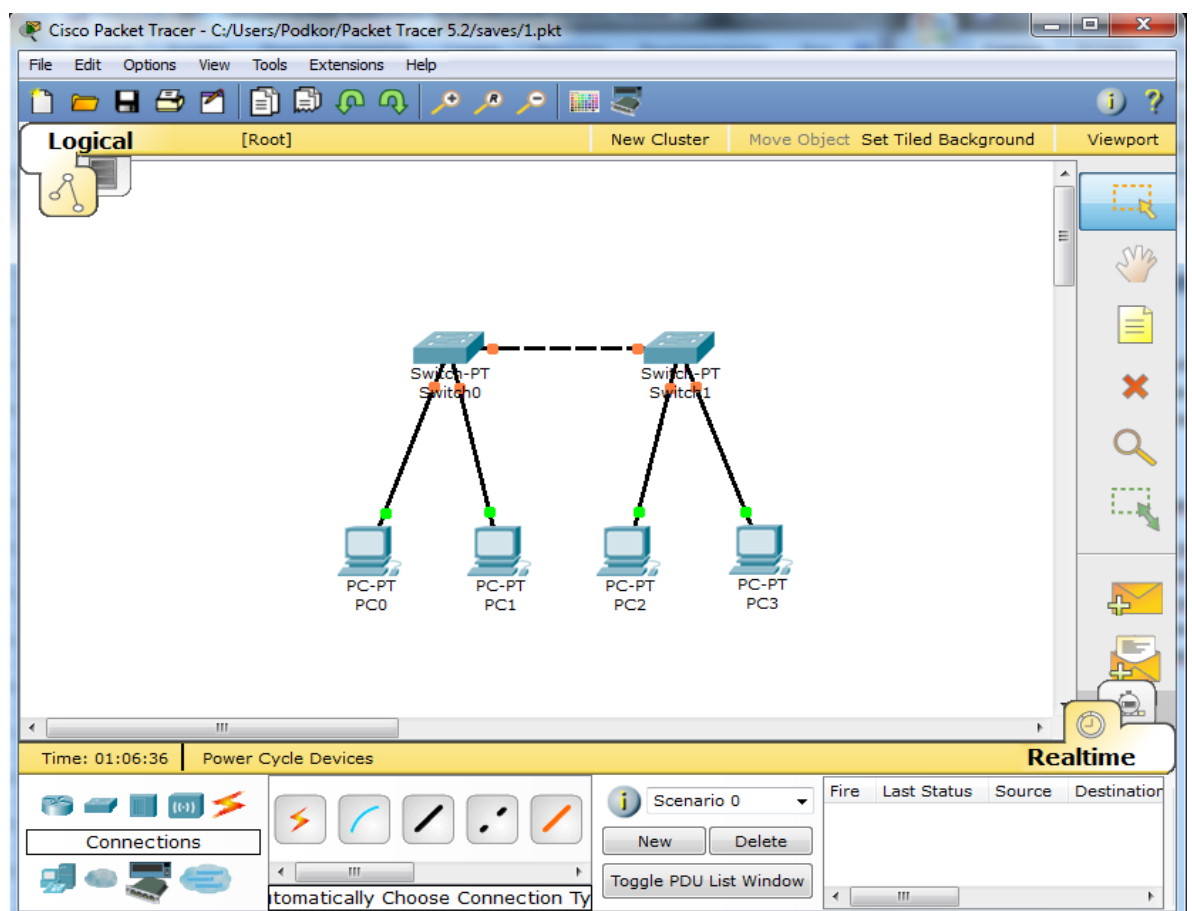 Cisco Packet Tracer - C:/Users/Podkor/Packet Tracer 5.2/saves/1.pkt
File Edit Options View Tools Extensions Help
Logical [Root] New Cluster Move Object Set Tiled Background Viewport
Switch-PT
Switch0
Switch-PT
Switch1
PC-PT
PC0
PC-PT
PC1
PC-PT
PC2
PC-PT
PC3
Time: 01:06:36 Power Cycle Devices Realtime
Connections
itomatically Choose Connection Ty
Scenario 0
New Delete
Toggle PDU List Window
Fire Last Status Source Destination